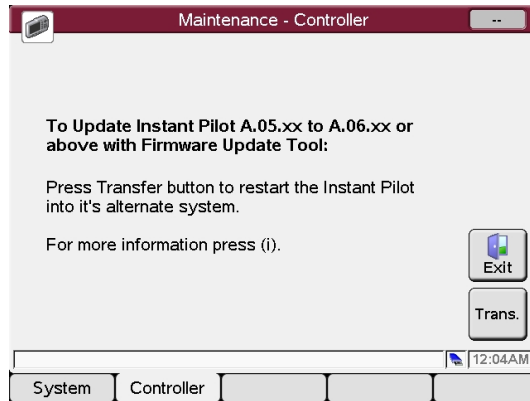 Maintenance - Controller
--
To Update Instant Pilot A.05.xx to A.06.xx or
above with Firmware Update Tool:
Press Transfer button to restart the Instant Pilot
into it's alternate system.
For more information press (i).
Exit
Trans.
12:04AM
System
Controller